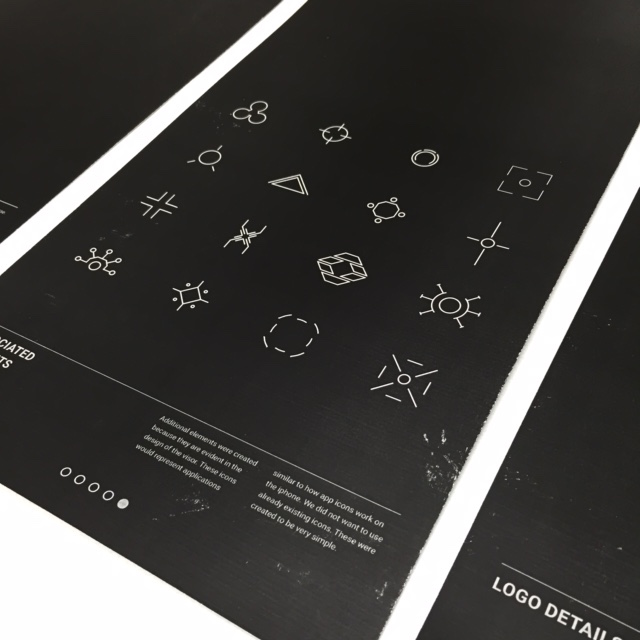 CIATED
TS
Additional elements were created
because they are evident in the
design of the visor. These icons
would represent applications
similar to how app icons work on
the iphone. We did not want to use
already existing icons. These were
created to be very simple.
LOGO DETAILS